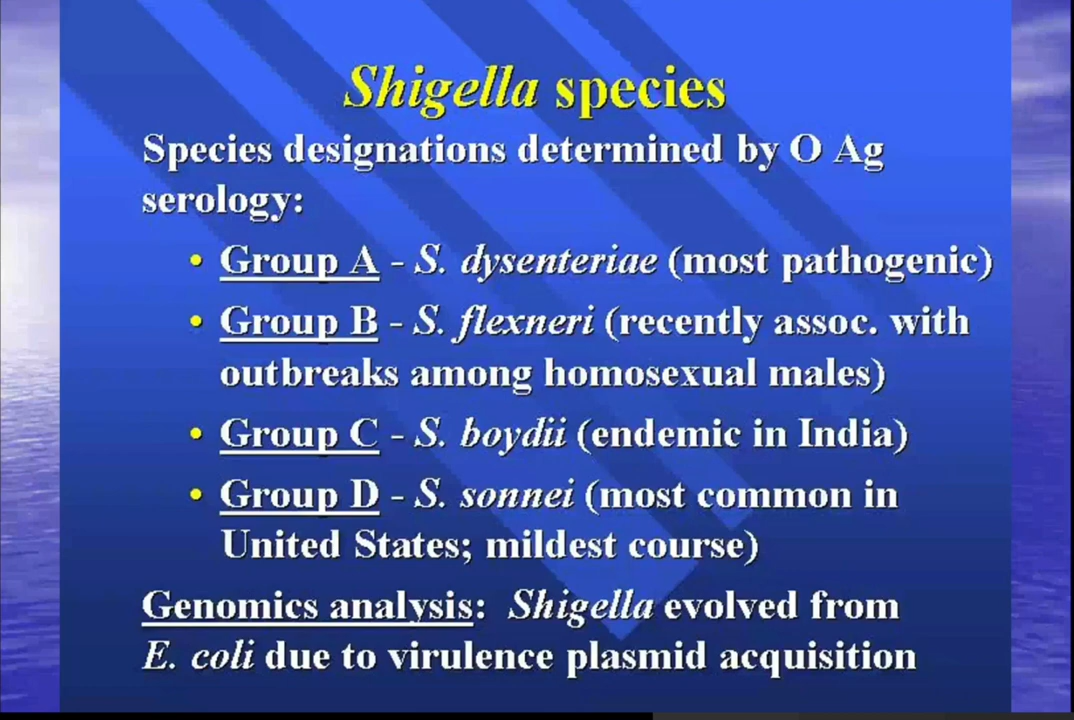 Shigella species
Species designations determined by O Ag
serology:
• Group A - S. dysenteriae (most pathogenic)
• Group B - S. flexneri (recently assoc. with
outbreaks among homosexual males)
• Group C - S. boydii (endemic in India)
• Group D - S. sonnei (most common in
United States; mildest course)
Genomics analysis: Shigella evolved from
E. coli due to virulence plasmid acquisition